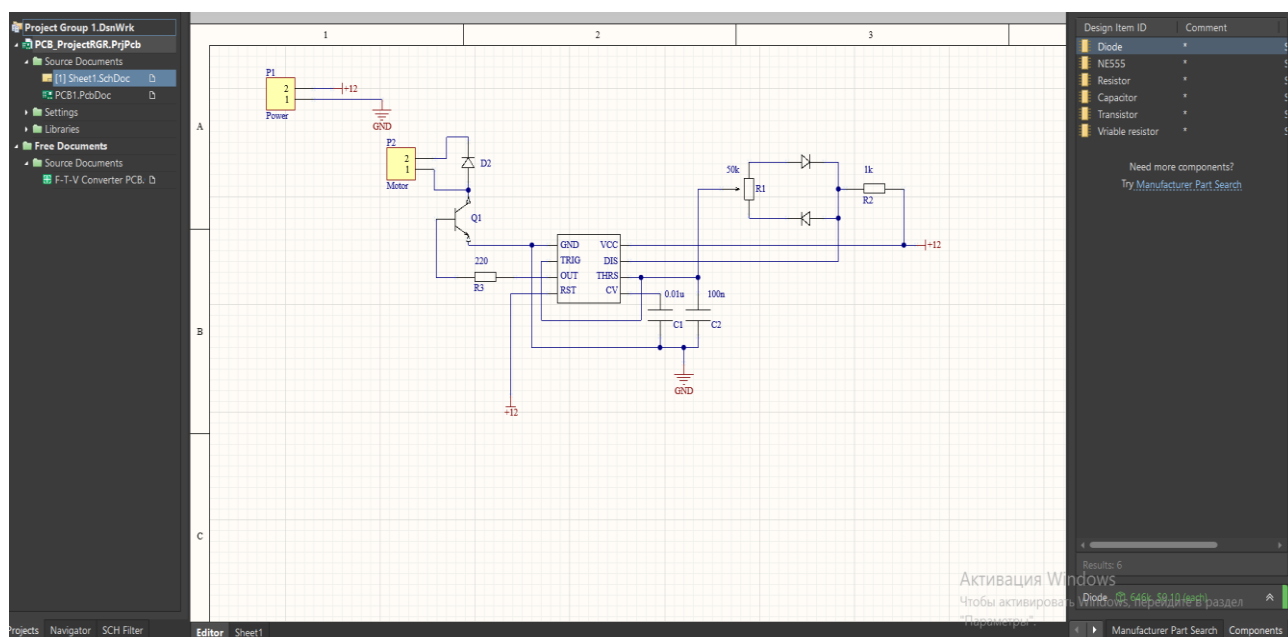 Project Group 1.DsnWrk
PCB_ProjectRGR.PrjPcb
Source Documents
[1] Sheet1.SchDoc
PCB1.PcbDoc
Settings
Libraries
Free Documents
Source Documents
F-T-V Converter PCB.
Projects Navigator SCH Filter
1 2 3
A
B
C
P1
2
1
Power
+12
GND
P2
2
1
Motor
D2
Q1
220
R3
GND VCC
TRIG DIS
OUT THRS
RST CV
0.01u
C1
100n
C2
GND
+12
50k
R1
1k
R2
+12
Editor Sheet1
Design Item ID Comment
Diode *
NE555 *
Resistor *
Capacitor *
Transistor *
Vriable resistor *
Need more components?
Try Manufacturer Part Search
Results: 6
Diode 646k, $0.10 (each)
Активация Windows
Чтобы активировать Windows, перейдите в раздел
"Параметры".
Manufacturer Part Search Components